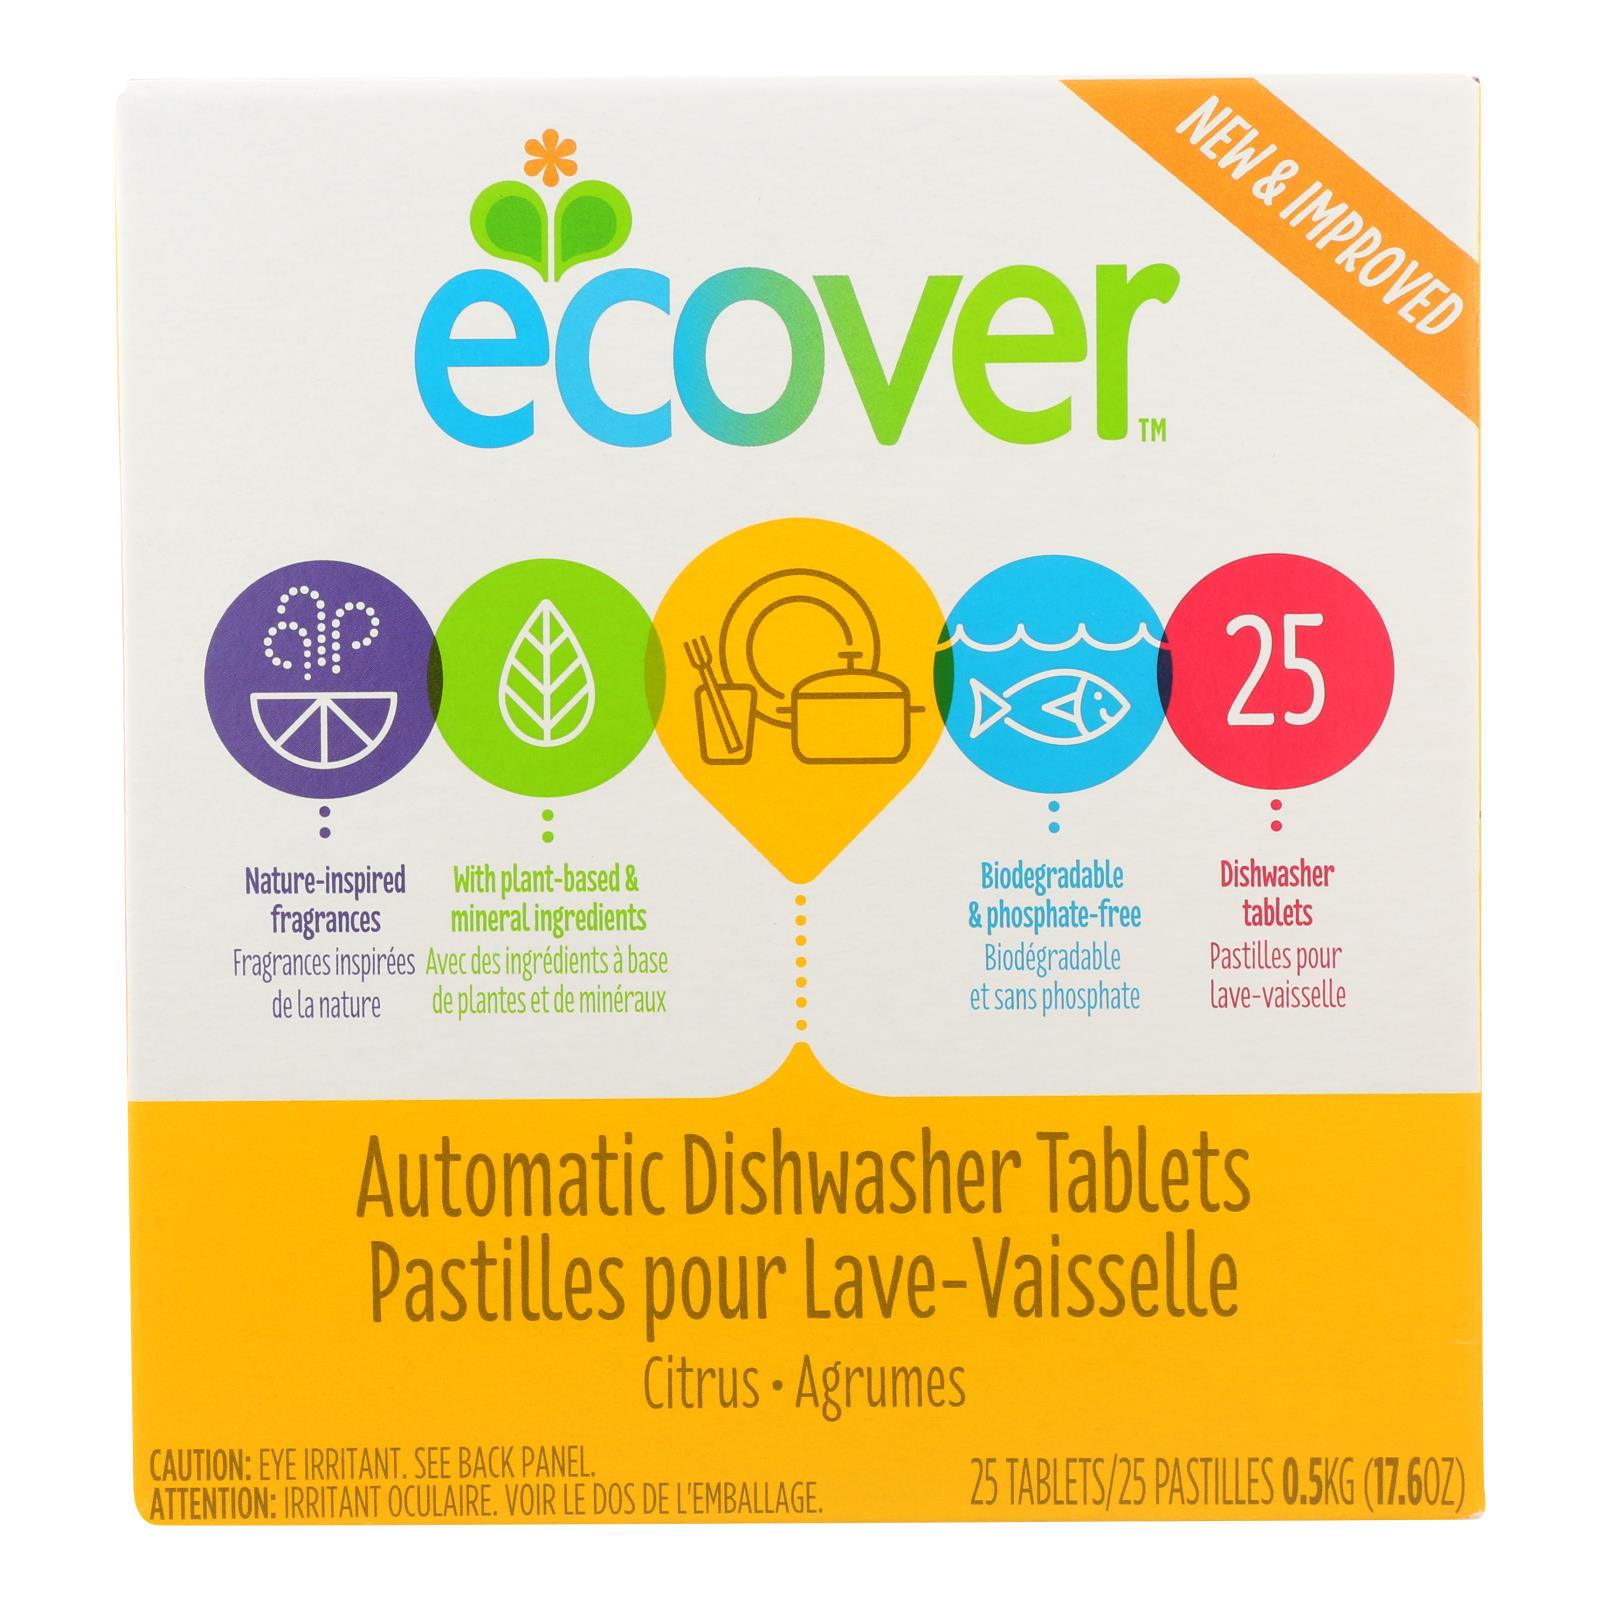 NEW & IMPROVED
ecover™
25
Nature-inspired
fragrances
Fragrances inspirées
de la nature
With plant-based &
mineral ingredients
Avec des ingrédients à base
de plantes et de minéraux
Biodegradable
& phosphate-free
Biodégradable
et sans phosphate
Dishwasher
tablets
Pastilles pour
lave-vaisselle
Automatic Dishwasher Tablets
Pastilles pour Lave-Vaisselle
Citrus • Agrumes
CAUTION: EYE IRRITANT. SEE BACK PANEL.
ATTENTION: IRRITANT OCULAIRE. VOIR LE DOS DE L'EMBALLAGE.
25 TABLETS/25 PASTILLES 0.5KG (17.6OZ)